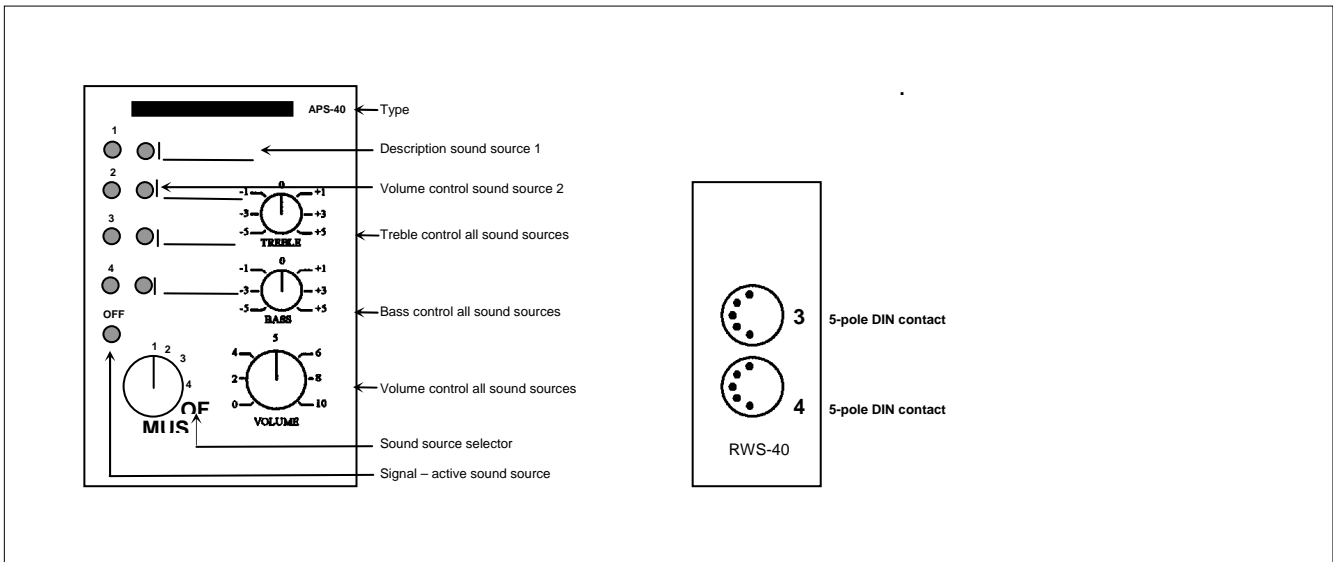 APS-40
Type
1
Description sound source 1
2
Volume control sound source 2
0
-1 +1
-3 +3
-5 +5
TREBLE
3
Treble control all sound sources
4
0
-1 +1
-3 +3
-5 +5
BASS
Bass control all sound sources
OFF
5
4 6
2 8
0 10
VOLUME
Volume control all sound sources
1 2 3 4
OF
MUS
Sound source selector
Signal – active sound source
.
3 5-pole DIN contact
4 5-pole DIN contact
RWS-40